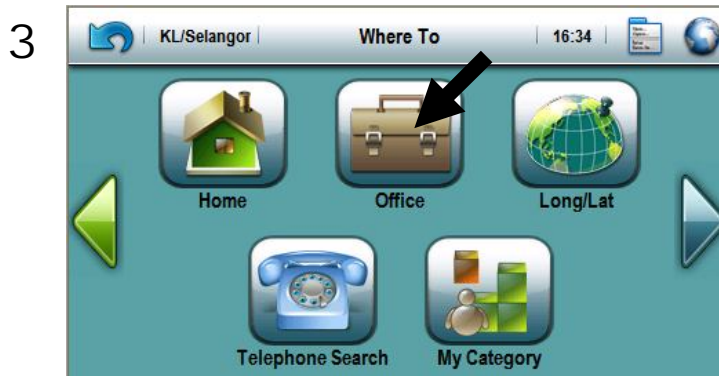 3
KL/Selangor Where To 16:34
Home Office Long/Lat
Telephone Search My Category